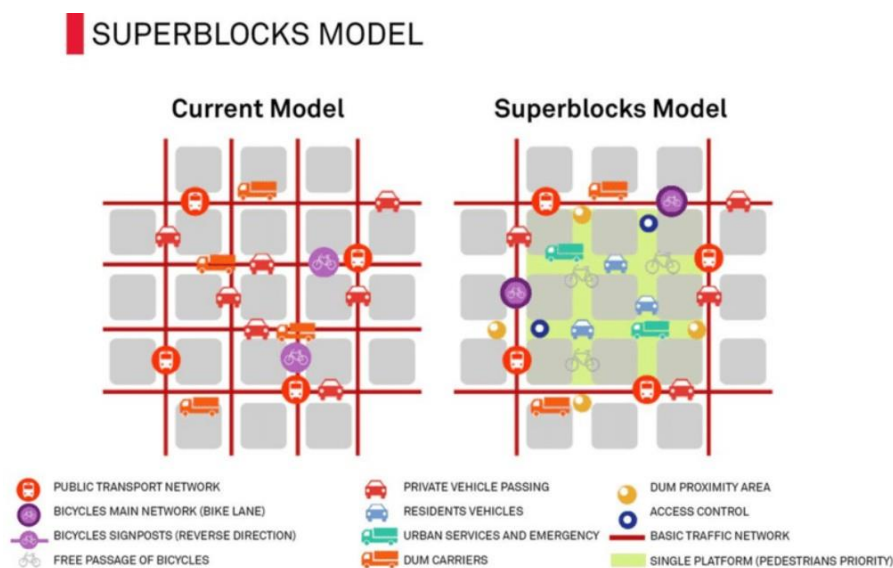 SUPERBLOCKS MODEL
Current Model
Superblocks Model
PUBLIC TRANSPORT NETWORK
BICYCLES MAIN NETWORK (BIKE LANE)
BICYCLES SIGNPOSTS (REVERSE DIRECTION)
FREE PASSAGE OF BICYCLES
PRIVATE VEHICLE PASSING
RESIDENTS VEHICLES
URBAN SERVICES AND EMERGENCY
DUM CARRIERS
DUM PROXIMITY AREA
ACCESS CONTROL
BASIC TRAFFIC NETWORK
SINGLE PLATFORM (PEDESTRIANS PRIORITY)